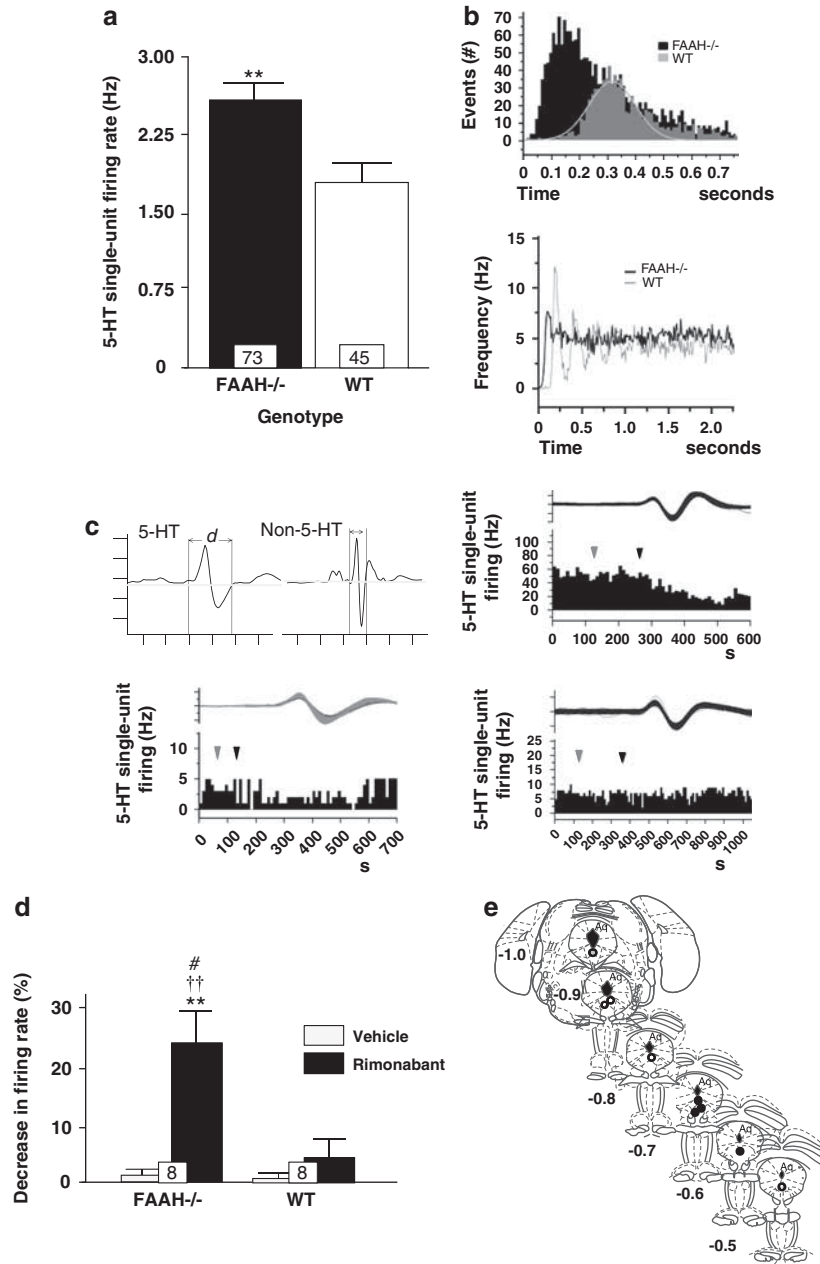 a
5-HT single-unit firing rate (Hz)
3.00
2.25
1.50
0.75
0
**
73
45
FAAH-/-
WT
Genotype
b
Events (#)
70
60
50
40
30
20
10
0
FAAH-/-
WT
0 0.1 0.2 0.3 0.4 0.5 0.6 0.7
Time seconds
Frequency (Hz)
15
10
5
0
FAAH-/-
WT
0 0.5 1.0 1.5 2.0
Time seconds
c
5-HT
d
Non-5-HT
5-HT single-unit
firing (Hz)
100
80
60
40
20
0
0 100 200 300 400 500 600
s
5-HT single-unit
firing (Hz)
10
5
0
0 100 200 300 400 500 600 700
s
5-HT single-unit
firing (Hz)
25
20
15
10
5
0
0 100 200 300 400 500 600 700 800 900 1000
s
d
Decrease in firing rate (%)
30
20
10
0
#
††
**
8
8
Vehicle
Rimonabant
FAAH-/-
WT
e
Aq
-1.0
Aq
-0.9
Aq
-0.8
Aq
-0.7
Aq
-0.6
Aq
-0.5